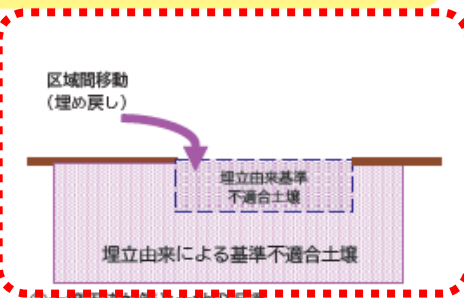 区域間移動
（埋め戻し）
埋立由来基準
不適合土壌
埋立由来による基準不適合土壌